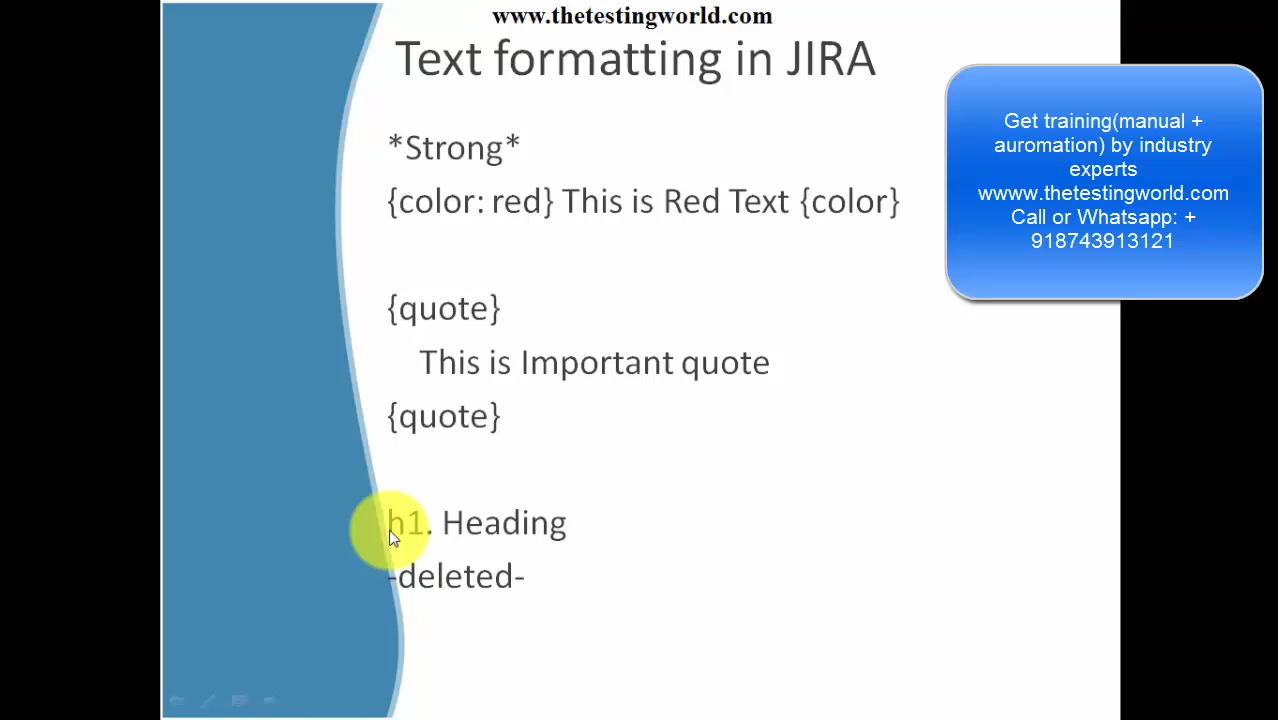 www.thetestingworld.com
Text formatting in JIRA
*Strong*
{color: red} This is Red Text {color}
{quote}
This is Important quote
{quote}
h1. Heading
-deleted-
Get training(manual +
auromation) by industry
experts
wwww.thetestingworld.com
Call or Whatsapp: +
918743913121